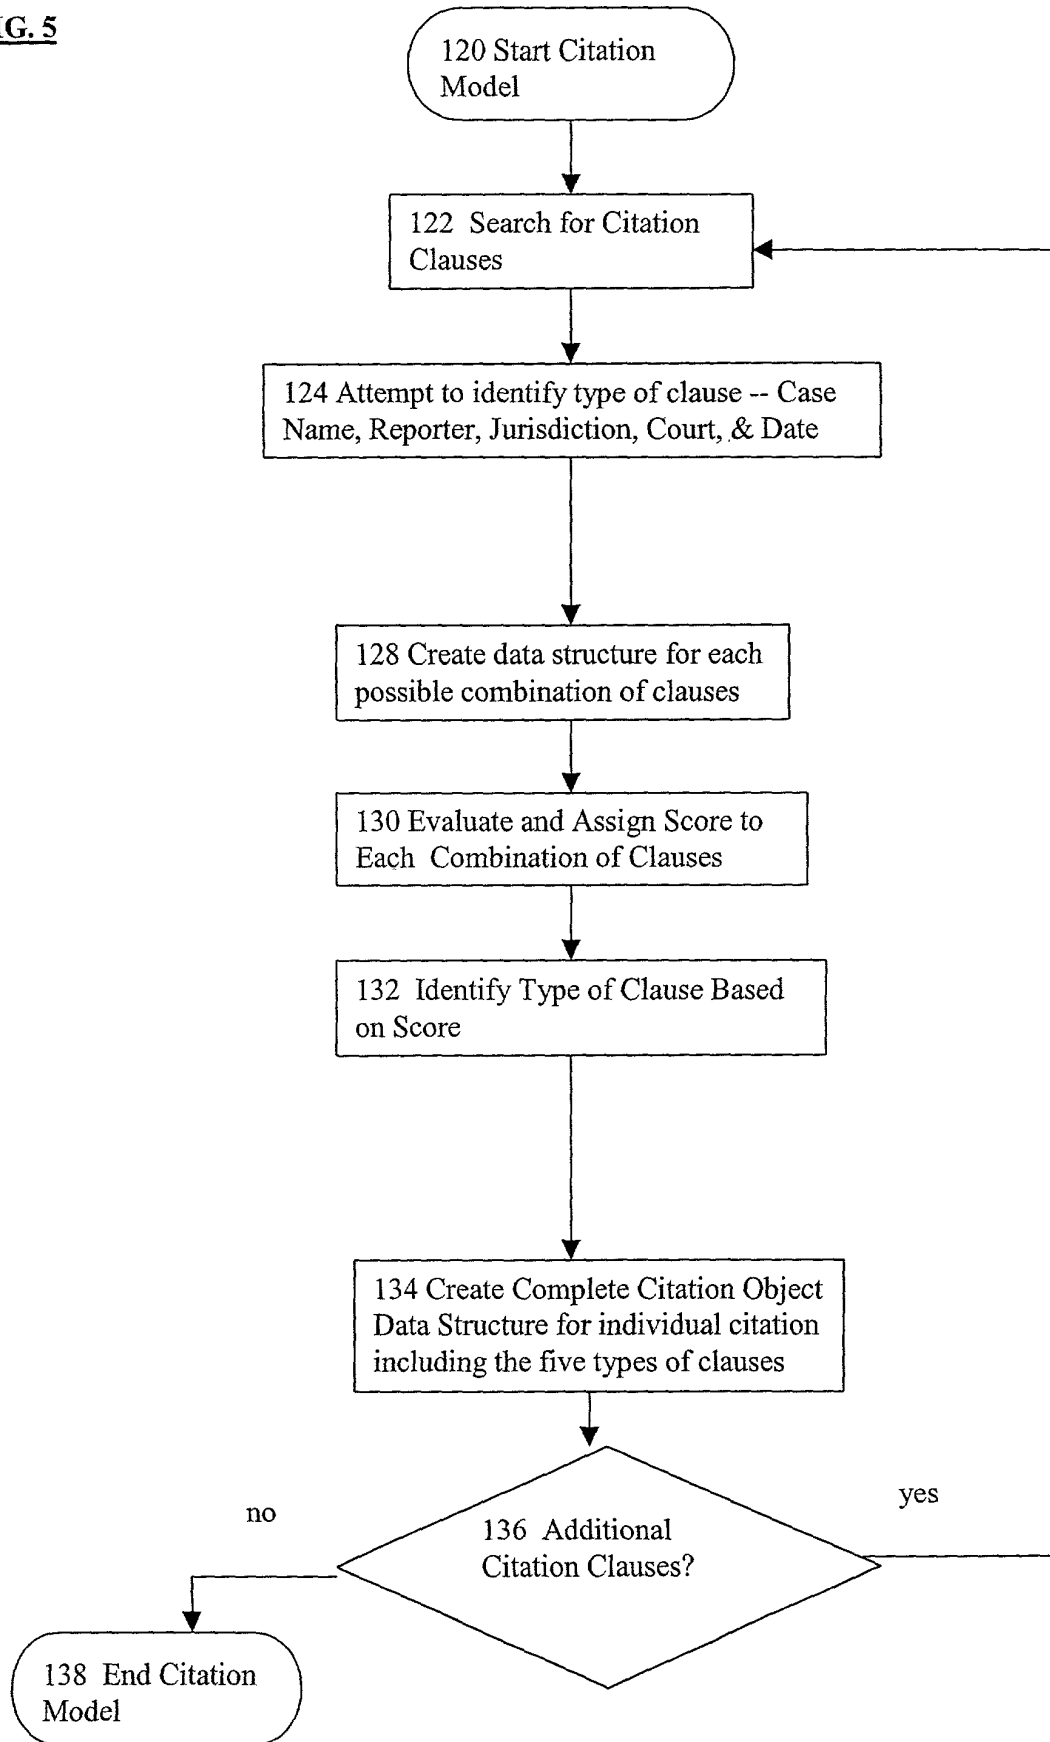 IG. 5
120 Start Citation
Model
122 Search for Citation
Clauses
124 Attempt to identify type of clause -- Case
Name, Reporter, Jurisdiction, Court, & Date
128 Create data structure for each
possible combination of clauses
130 Evaluate and Assign Score to
Each Combination of Clauses
132 Identify Type of Clause Based
on Score
134 Create Complete Citation Object
Data Structure for individual citation
including the five types of clauses
no
yes
136 Additional
Citation Clauses?
138 End Citation
Model